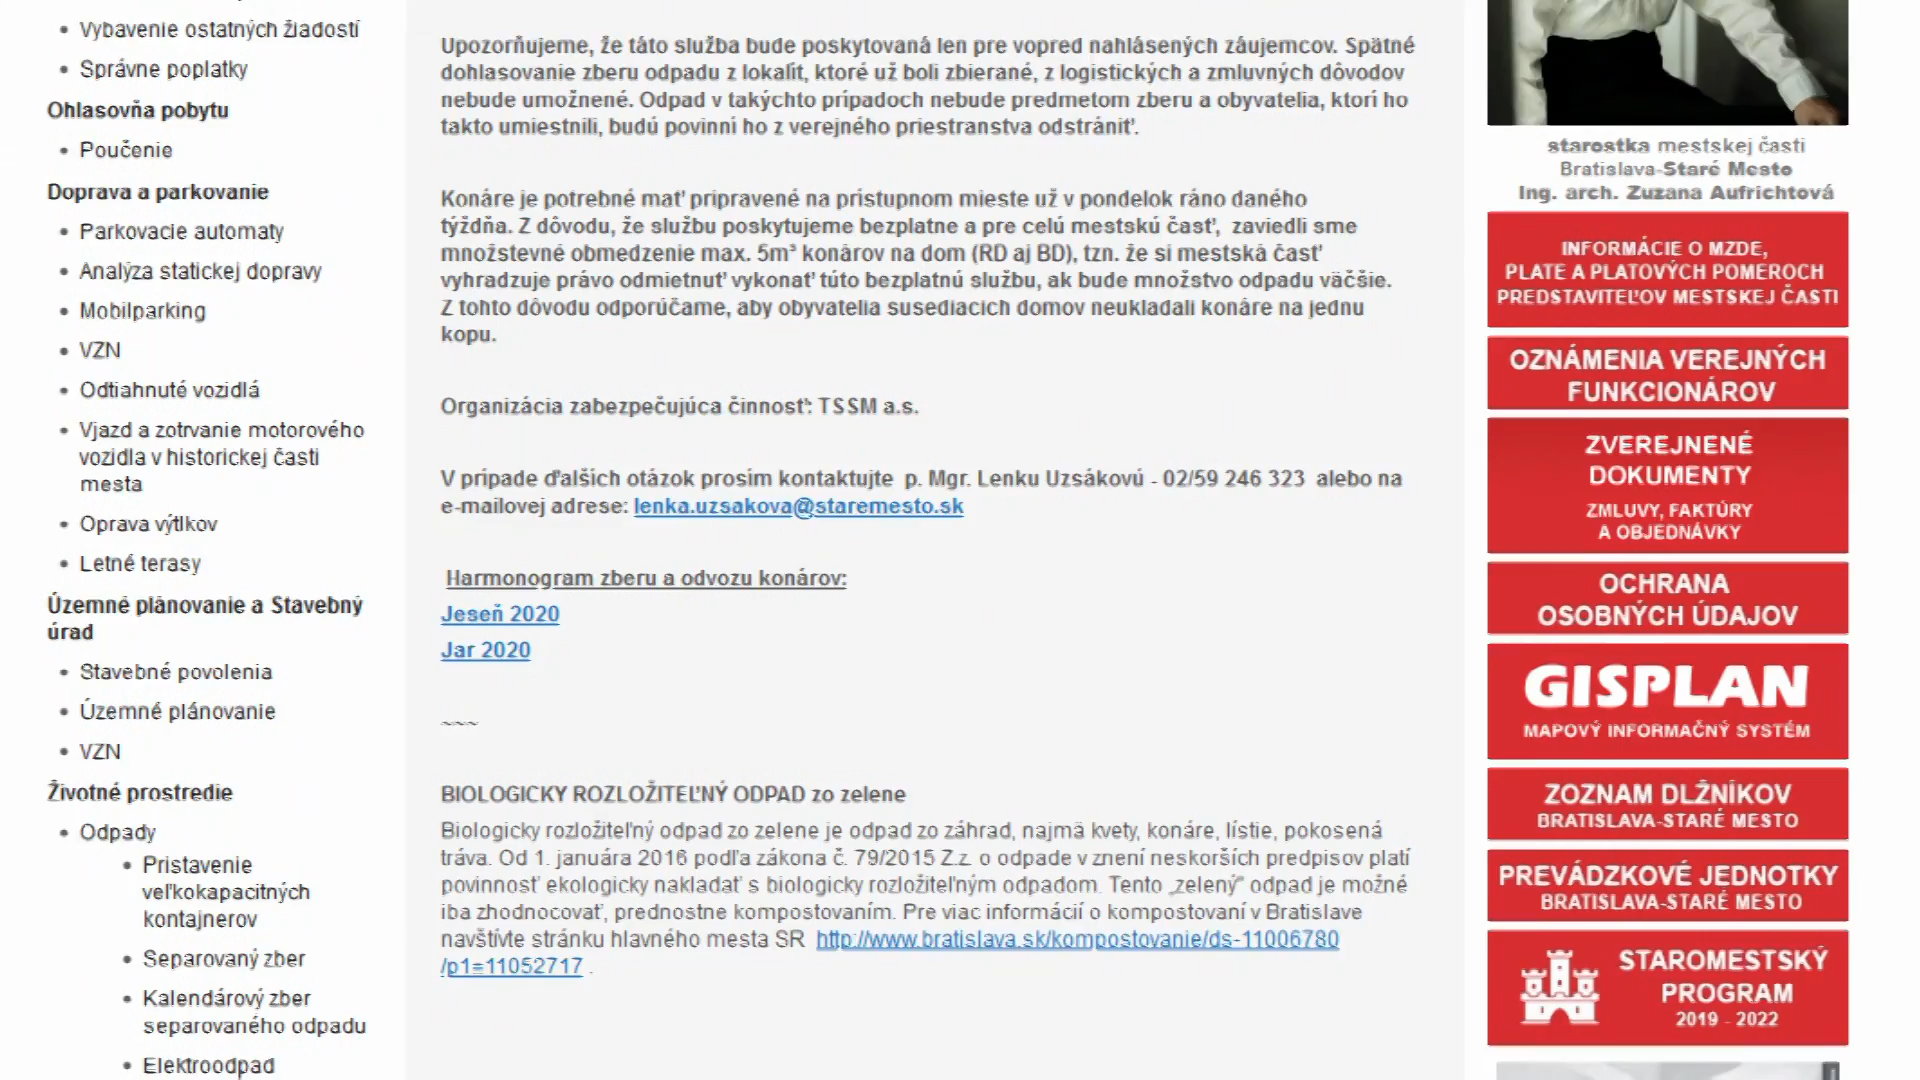 Vybavenie ostatných žiadostí
Správne poplatky
Ohlasovňa pobytu
Poučenie
Doprava a parkovanie
Parkovacie automaty
Analýza statickej dopravy
Mobilparking
VZN
Odtiahnuté vozidlá
Vjazd a zotrvanie motorového
vozidla v historickej časti
mesta
Oprava výtlkov
Letné terasy
Územné plánovanie a Stavebný
úrad
Stavebné povolenia
Územné plánovanie
VZN
Životné prostredie
Odpady
Pristavenie
veľkokapacitných
kontajnerov
Separovaný zber
Kalendárový zber
separovaného odpadu
Elektroodpad
Upozorňujeme, že táto služba bude poskytovaná len pre vopred nahlásených záujemcov. Spätné
dohlasovanie zberu odpadu z lokalít, ktoré už boli zbierané, z logistických a zmluvných dôvodov
nebude umožnené. Odpad v takýchto prípadoch nebude predmetom zberu a obyvatelia, ktorí ho
takto umiestnili, budú povinní ho z verejného priestranstva odstrániť.
Konáre je potrebné mať pripravené na prístupnom mieste už v pondelok ráno daného
týždňa. Z dôvodu, že službu poskytujeme bezplatne a pre celú mestskú časť, zaviedli sme
množstevné obmedzenie max. 5m³ konárov na dom (RD aj BD), tzn. že si mestská časť
vyhradzuje právo odmietnuť vykonať túto bezplatnú službu, ak bude množstvo odpadu väčšie.
Z tohto dôvodu odporúčame, aby obyvatelia susediacich domov neukladali konáre na jednu
kopu.
Organizácia zabezpečujúca činnosť: TSSM a.s.
V prípade ďalších otázok prosím kontaktujte p. Mgr. Lenku Uzsákovú - 02/59 246 323 alebo na
e-mailovej adrese: lenka.uzsakova@staremesto.sk
Harmonogram zberu a odvozu konárov:
Jeseň 2020
Jar 2020
~~~
BIOLOGICKY ROZLOŽITEĽNÝ ODPAD zo zelene
Biologicky rozložiteľný odpad zo zelene je odpad zo záhrad, najmä kvety, konáre, lístie, pokosená
tráva. Od 1. januára 2016 podľa zákona č. 79/2015 Z.z. o odpade v znení neskorších predpisov platí
povinnosť ekologicky nakladať s biologicky rozložiteľným odpadom. Tento „zelený“ odpad je možné
iba zhodnocovať, prednostne kompostovaním. Pre viac informácií o kompostovaní v Bratislave
navštívte stránku hlavného mesta SR http://www.bratislava.sk/kompostovanie/ds-11006780
/p1=11052717 .
starostka mestskej časti
Bratislava-Staré Mesto
Ing. arch. Zuzana Aufrichtová
INFORMÁCIE O MZDE,
PLATE A PLATOVÝCH POMEROCH
PREDSTAVITEĽOV MESTSKEJ ČASTI
OZNÁMENIA VEREJNÝCH
FUNKCIONÁROV
ZVEREJNENÉ
DOKUMENTY
ZMLUVY, FAKTÚRY
A OBJEDNÁVKY
OCHRANA
OSOBNÝCH ÚDAJOV
GISPLAN
MAPOVÝ INFORMAČNÝ SYSTÉM
ZOZNAM DLŽNÍKOV
BRATISLAVA-STARÉ MESTO
PREVÁDZKOVÉ JEDNOTKY
BRATISLAVA-STARÉ MESTO
STAROMESTSKÝ
PROGRAM
2019 - 2022